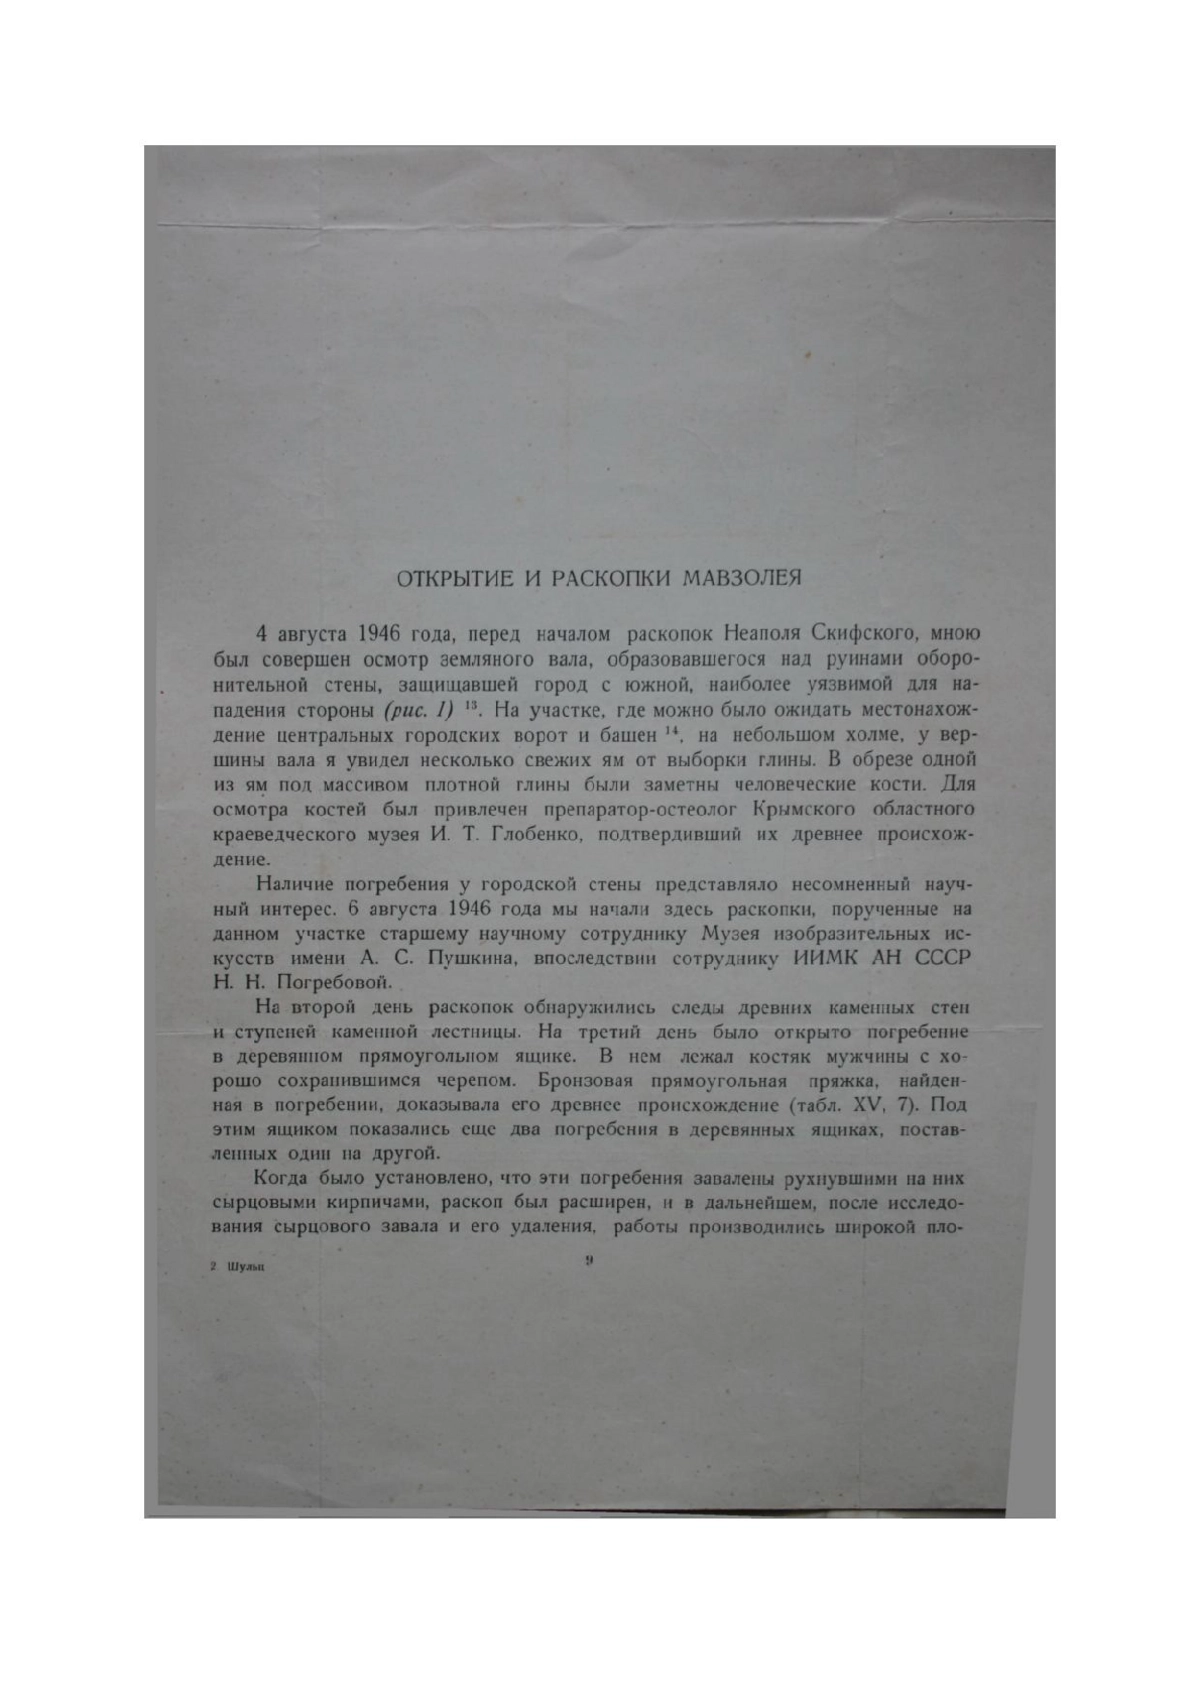 ОТКРЫТИЕ И РАСКОПКИ МАВЗОЛЕЯ
4 августа 1946 года, перед началом раскопок Неаполя Скифского, мною
был совершен осмотр земляного вала, образовавшегося над руинами оборо-
нительной стены, защищавшей город с южной, наиболее уязвимой для на-
падения стороны (рис. 1) 13. На участке, где можно было ожидать местонахож-
дение центральных городских ворот и башен 14, на небольшом холме, у вер-
шины вала я увидел несколько свежих ям от выборки глины. В обрезе одной
из ям под массивом плотной глины были заметны человеческие кости. Для
осмотра костей был привлечен препаратор-остеолог Крымского областного
краеведческого музея И. Т. Глобенко, подтвердивший их древнее происхож-
дение.
Наличие погребения у городской стены представляло несомненный науч-
ный интерес. 6 августа 1946 года мы начали здесь раскопки, порученные на
данном участке старшему научному сотруднику Музея изобразительных ис-
кусств имени А. С. Пушкина, впоследствии сотруднику ИИМК АН СССР
Н. Н. Погребовой.
На второй день раскопок обнаружились следы древних каменных стен
и ступеней каменной лестницы. На третий день было открыто погребение
в деревянном прямоугольном ящике. В нем лежал костяк мужчины с хо-
рошо сохранившимся черепом. Бронзовая прямоугольная пряжка, найден-
ная в погребении, доказывала его древнее происхождение (табл. XV, 7). Под
этим ящиком показались еще два погребения в деревянных ящиках, постав-
ленных один на другой.
Когда было установлено, что эти погребения завалены рухнувшими на них
сырцовыми кирпичами, раскоп был расширен, и в дальнейшем, после исследо-
вания сырцового завала и его удаления, работы производились широкой пло-
2 Шульц
9